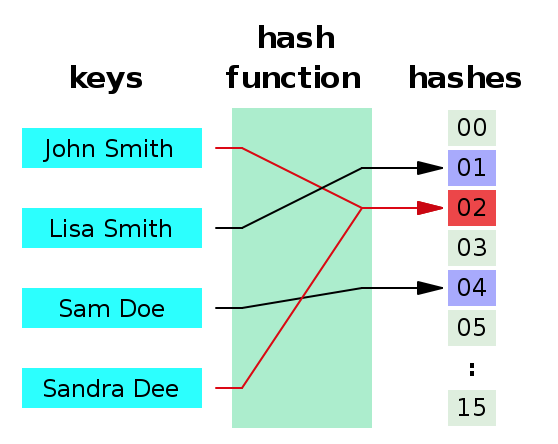 hash
keys function hashes
John Smith
Lisa Smith
Sam Doe
Sandra Dee
00
01
02
03
04
05
:
15